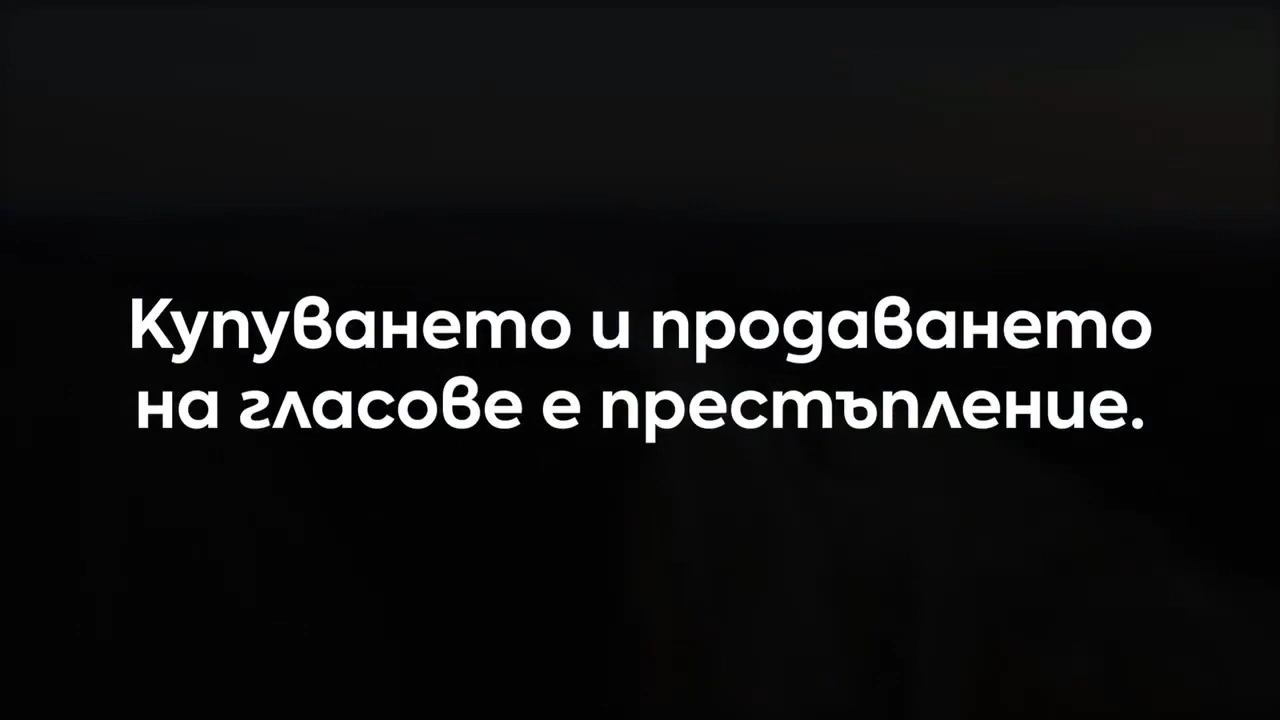 Купуването и продаването
на гласове е престъпление.